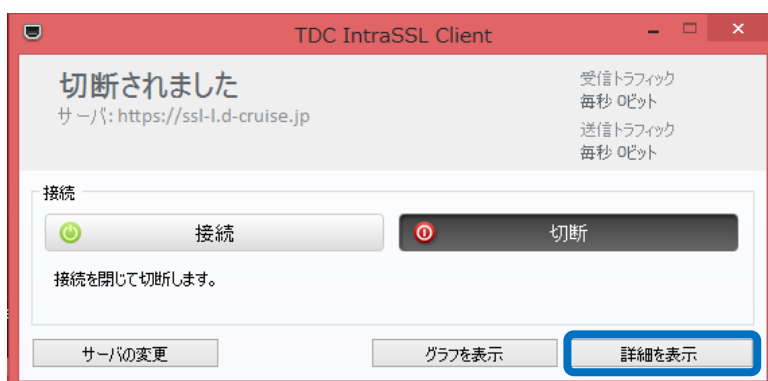 TDC IntraSSL Client
切断されました
サーバ: https://ssl-l.d-cruise.jp
受信トラフィック
毎秒 0ビット
送信トラフィック
毎秒 0ビット
接続
接続
切断
接続を閉じて切断します。
サーバの変更
グラフを表示
詳細を表示